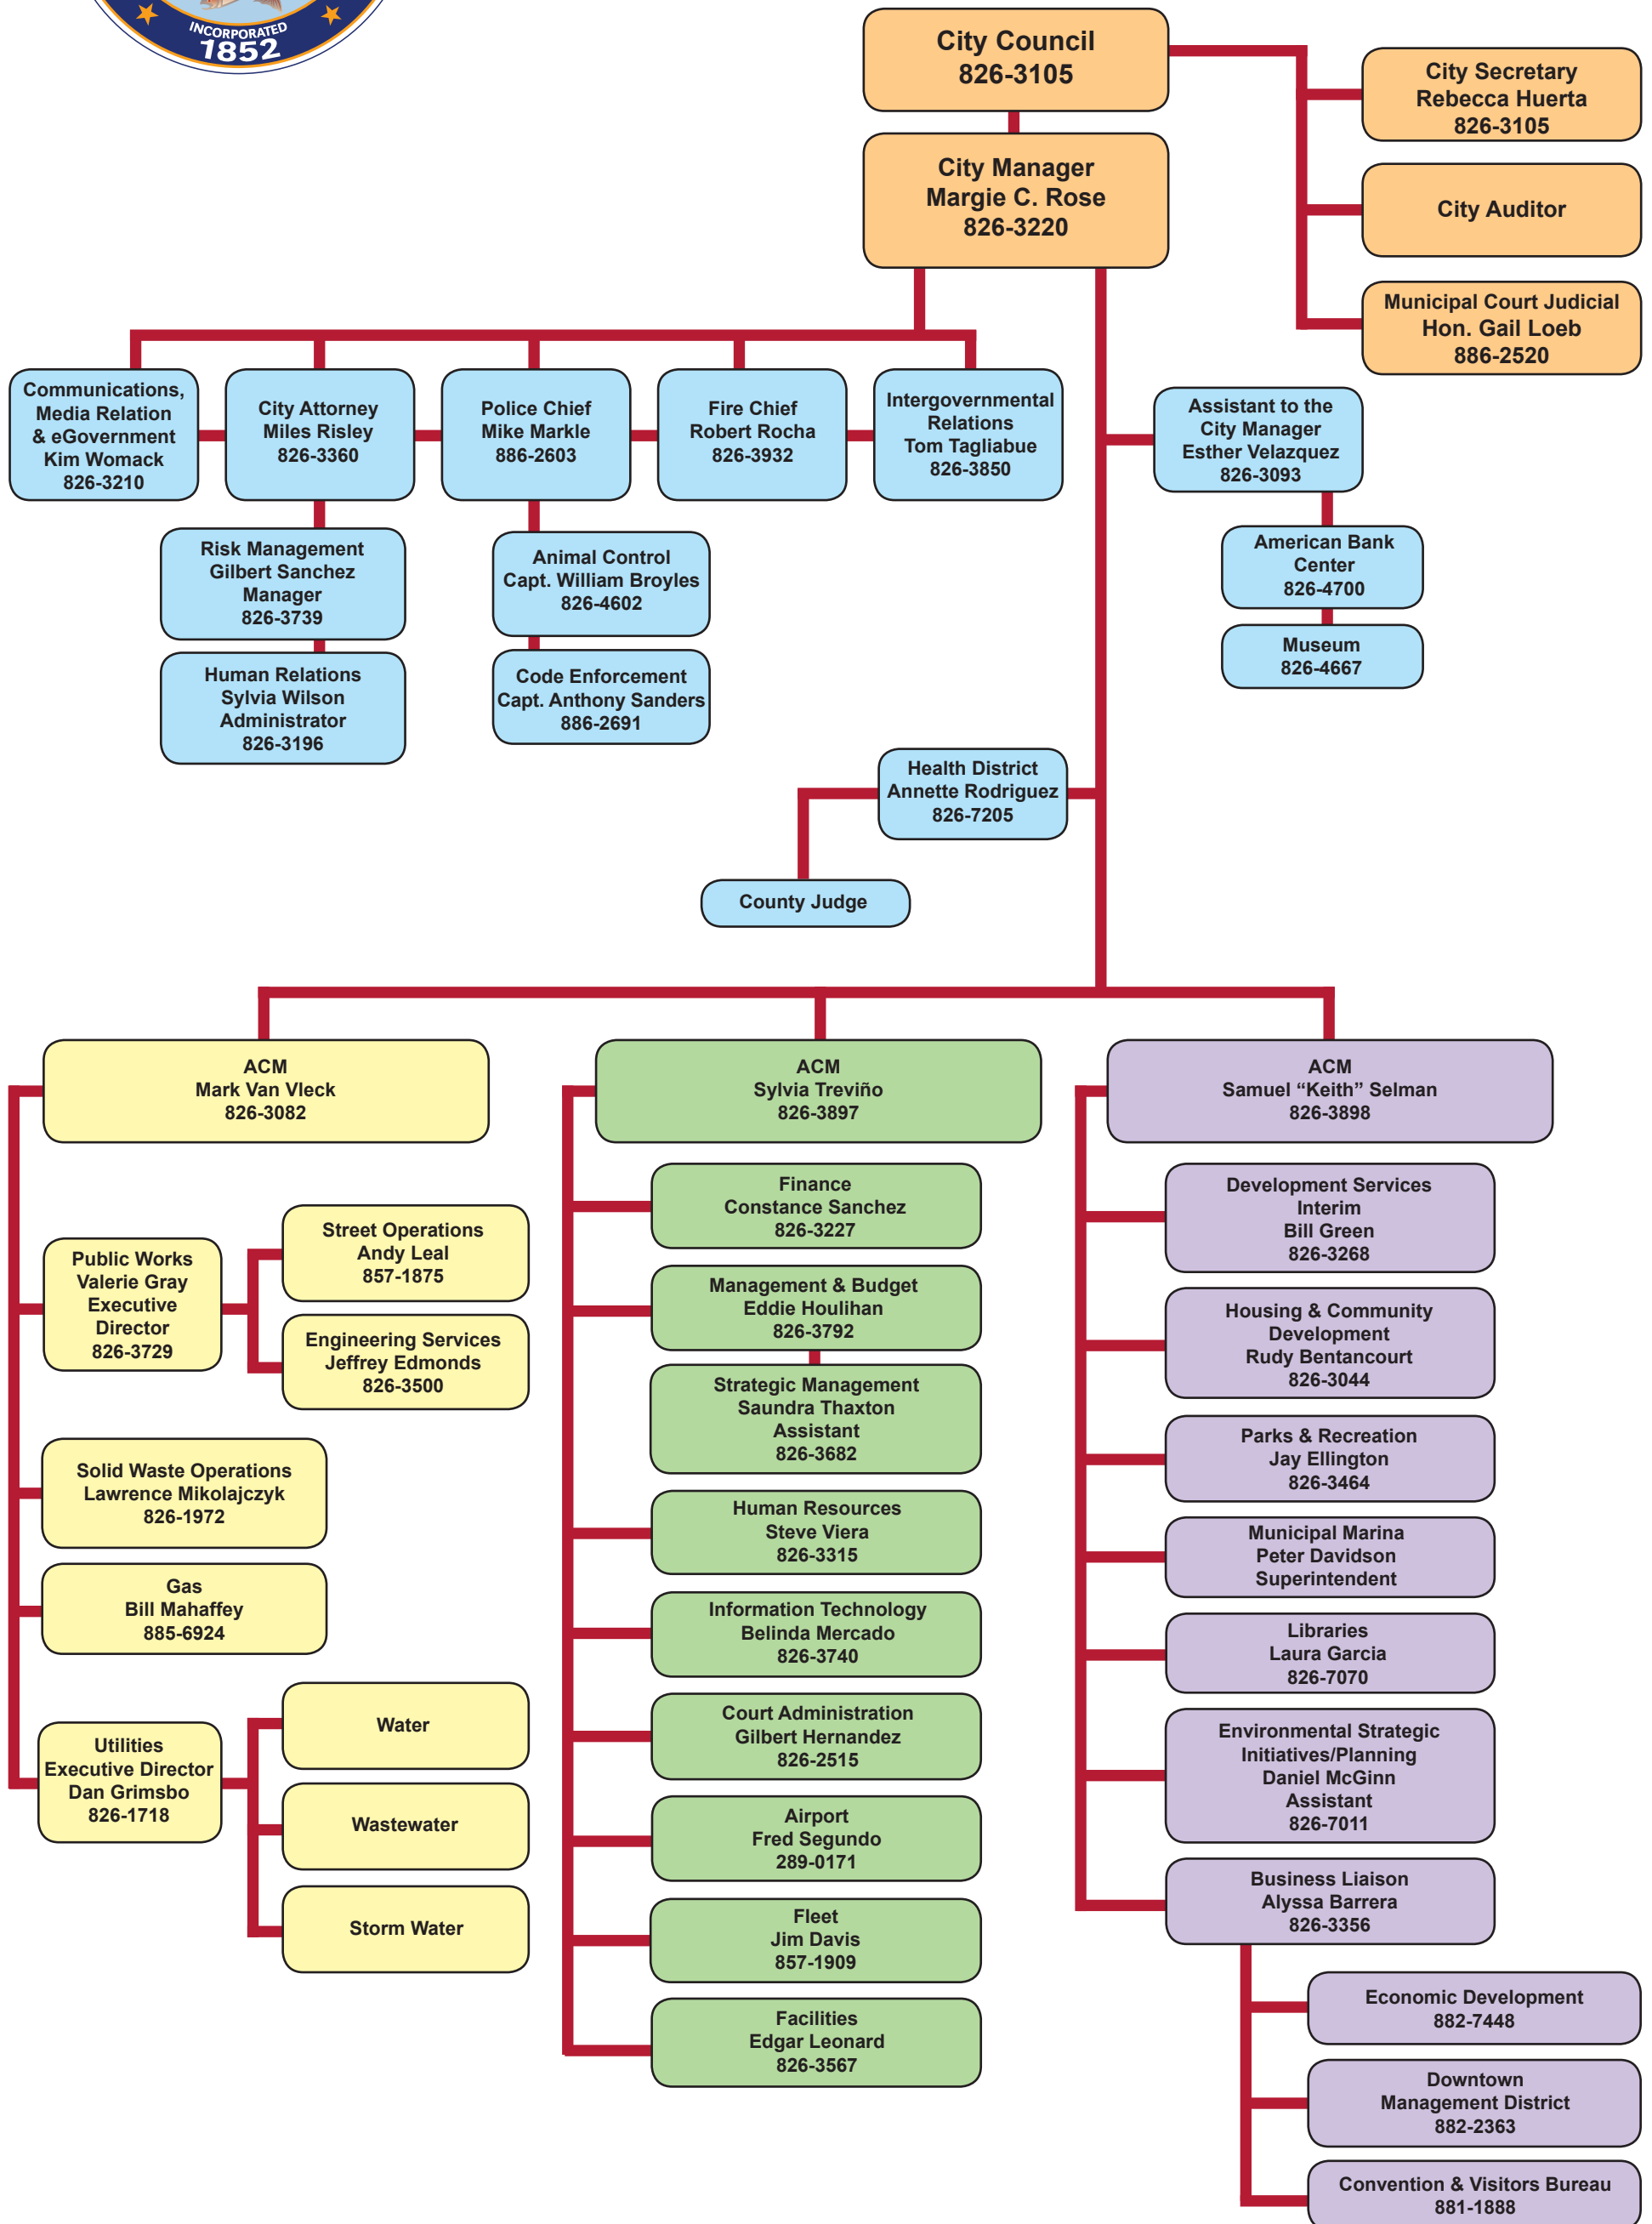 INCORPORATED
1852
City Council
826-3105
City Secretary
Rebecca Huerta
826-3105
City Manager
Margie C. Rose
826-3220
City Auditor
Municipal Court Judicial
Hon. Gail Loeb
886-2520
Communications,
Media Relation
& eGovernment
Kim Womack
826-3210
City Attorney
Miles Risley
826-3360
Police Chief
Mike Markle
886-2603
Fire Chief
Robert Rocha
826-3932
Intergovernmental
Relations
Tom Tagliabue
826-3850
Assistant to the
City Manager
Esther Velazquez
826-3093
Risk Management
Gilbert Sanchez
Manager
826-3739
Human Relations
Sylvia Wilson
Administrator
826-3196
Animal Control
Capt. William Broyles
826-4602
Code Enforcement
Capt. Anthony Sanders
886-2691
American Bank
Center
826-4700
Museum
826-4667
Health District
Annette Rodriguez
826-7205
County Judge
ACM
Mark Van Vleck
826-3082
Public Works
Valerie Gray
Executive
Director
826-3729
Street Operations
Andy Leal
857-1875
Engineering Services
Jeffrey Edmonds
826-3500
Solid Waste Operations
Lawrence Mikolajczyk
826-1972
Gas
Bill Mahaffey
885-6924
Utilities
Executive Director
Dan Grimsbo
826-1718
Water
Wastewater
Storm Water
ACM
Sylvia Treviño
826-3897
Finance
Constance Sanchez
826-3227
Management & Budget
Eddie Houlihan
826-3792
Strategic Management
Saundra Thaxton
Assistant
826-3682
Human Resources
Steve Viera
826-3315
Information Technology
Belinda Mercado
826-3740
Court Administration
Gilbert Hernandez
826-2515
Airport
Fred Segundo
289-0171
Fleet
Jim Davis
857-1909
Facilities
Edgar Leonard
826-3567
ACM
Samuel “Keith” Selman
826-3898
Development Services
Interim
Bill Green
826-3268
Housing & Community
Development
Rudy Bentancourt
826-3044
Parks & Recreation
Jay Ellington
826-3464
Municipal Marina
Peter Davidson
Superintendent
Libraries
Laura Garcia
826-7070
Environmental Strategic
Initiatives/Planning
Daniel McGinn
Assistant
826-7011
Business Liaison
Alyssa Barrera
826-3356
Economic Development
882-7448
Downtown
Management District
882-2363
Convention & Visitors Bureau
881-1888